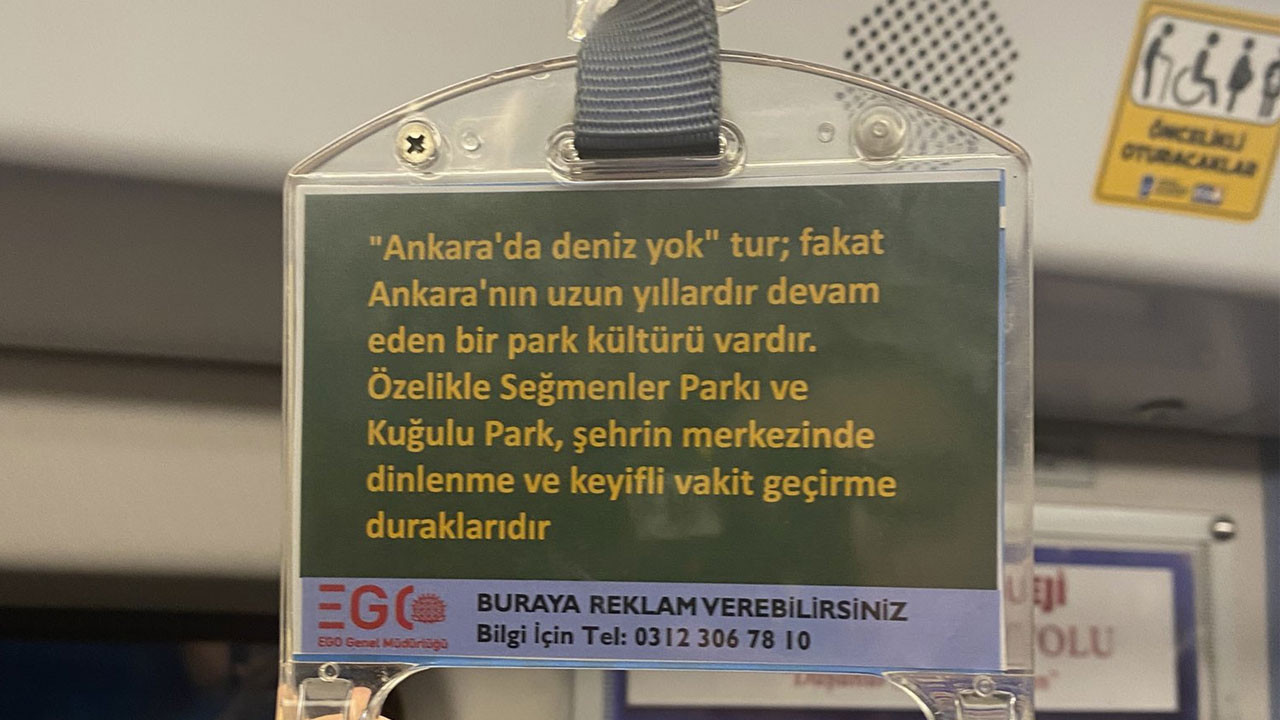 ÖNCELİKLİ
OTURACAKLAR
"Ankara'da deniz yok" tur; fakat
Ankara'nın uzun yıllardır devam
eden bir park kültürü vardır.
Özelikle Seğmenler Parkı ve
Kuğulu Park, şehrin merkezinde
dinlenme ve keyifli vakit geçirme
duraklarıdır
EGO
EGO Genel Müdürlüğü
BURAYA REKLAM VEREBİLİRSİNİZ
Bilgi İçin Tel: 0312 306 78 10